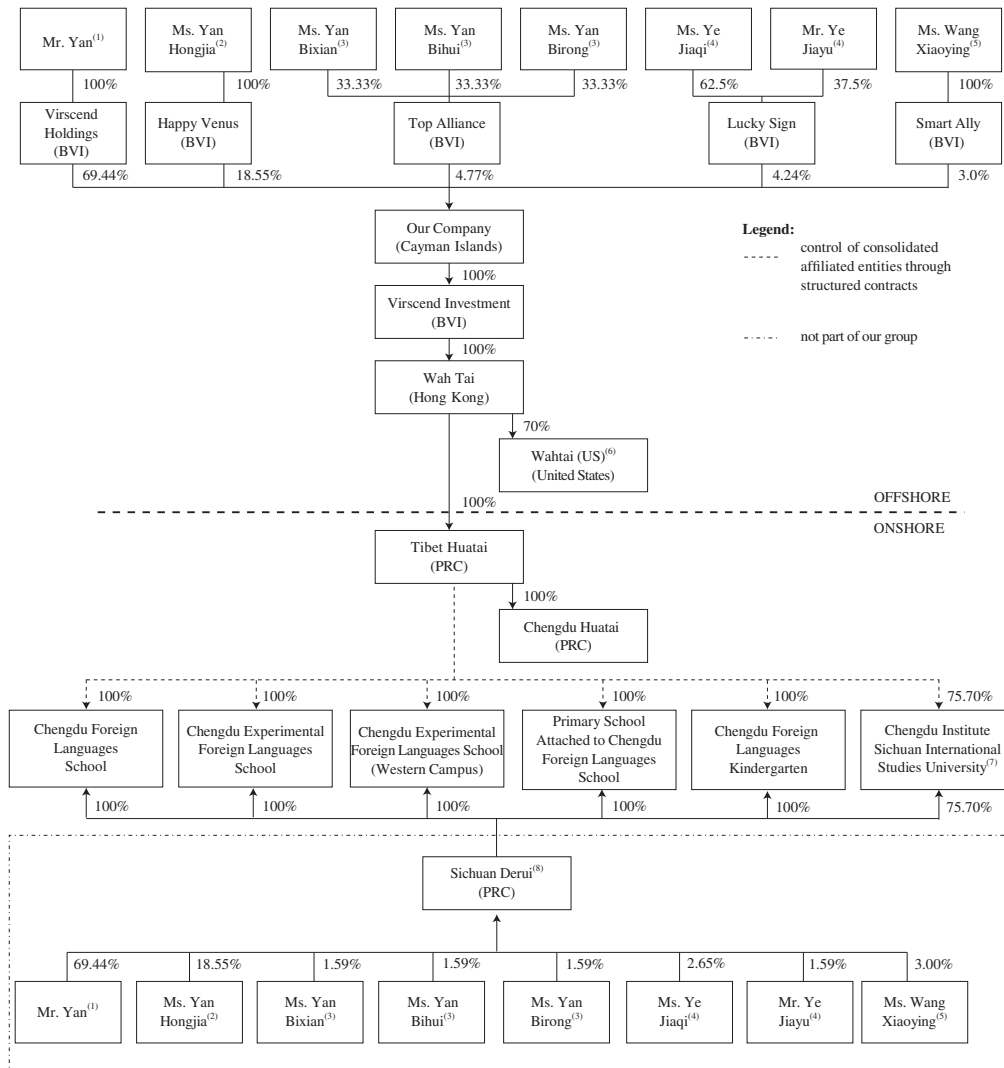 Mr. Yan(1)
Ms. Yan
Hongjia(2)
Ms. Yan
Bixian(3)
Ms. Yan
Bihui(3)
Ms. Yan
Birong(3)
Ms. Ye
Jiaqi(4)
Mr. Ye
Jiayu(4)
Ms. Wang
Xiaoying(5)
100%
100%
33.33%
33.33%
33.33%
62.5%
37.5%
100%
Virscend
Holdings
(BVI)
Happy Venus
(BVI)
Top Alliance
(BVI)
Lucky Sign
(BVI)
Smart Ally
(BVI)
69.44%
18.55%
4.77%
4.24%
3.0%
Our Company
(Cayman Islands)
Legend:
control of consolidated
affiliated entities through
structured contracts
not part of our group
100%
Virscend Investment
(BVI)
100%
Wah Tai
(Hong Kong)
70%
Wahtai (US)(6)
(United States)
100%
OFFSHORE
ONSHORE
Tibet Huatai
(PRC)
100%
Chengdu Huatai
(PRC)
100%
100%
100%
100%
100%
75.70%
Chengdu Foreign
Languages
School
Chengdu Experimental
Foreign Languages
School
Chengdu Experimental
Foreign Languages School
(Western Campus)
Primary School
Attached to Chengdu
Foreign Languages
School
Chengdu Foreign
Languages
Kindergarten
Chengdu Institute
Sichuan International
Studies University(7)
100%
100%
100%
100%
100%
75.70%
Sichuan Derui(8)
(PRC)
69.44%
18.55%
1.59%
1.59%
1.59%
2.65%
1.59%
3.00%
Mr. Yan(1)
Ms. Yan
Hongjia(2)
Ms. Yan
Bixian(3)
Ms. Yan
Bihui(3)
Ms. Yan
Birong(3)
Ms. Ye
Jiaqi(4)
Mr. Ye
Jiayu(4)
Ms. Wang
Xiaoying(5)